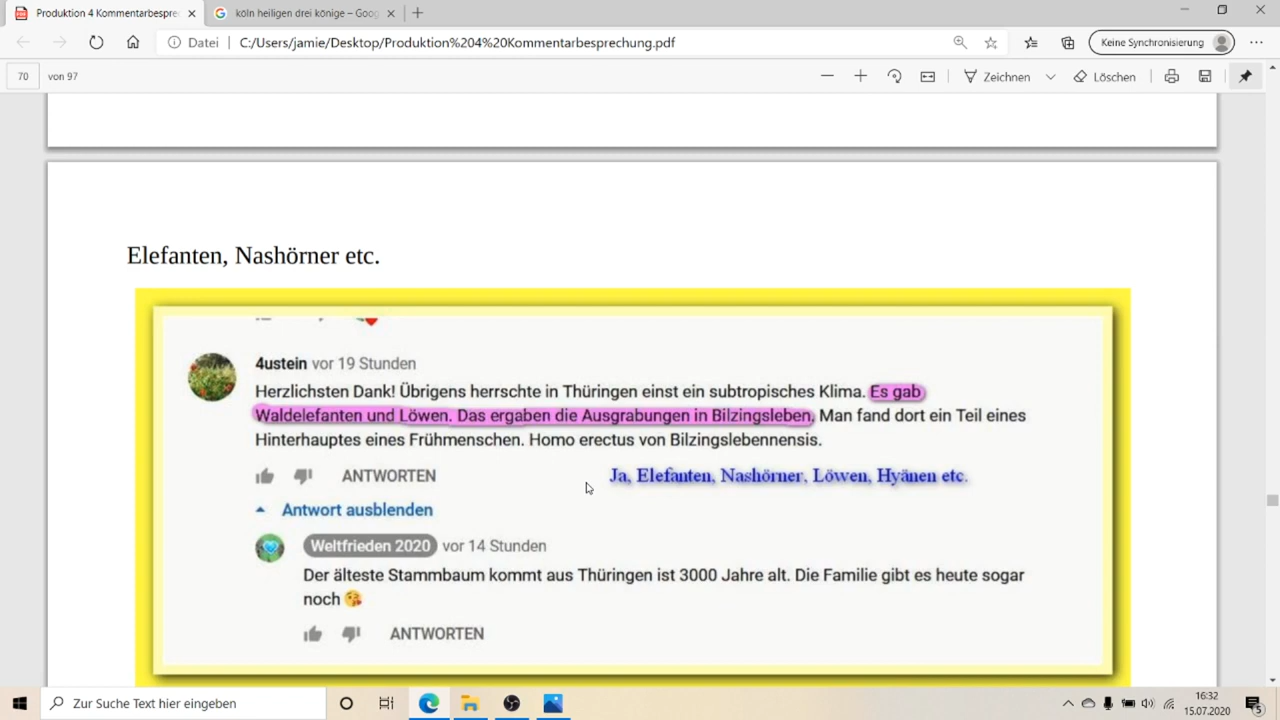 Produktion 4 Kommentarbespre
köln heiligen drei könige – Goog
Datei
C:/Users/jamie/Desktop/Produktion%204%20Kommentarbesprechung.pdf
Keine Synchronisierung
70 von 97
Zeichnen
Löschen
Elefanten, Nashörner etc.
4ustein vor 19 Stunden
Herzlichsten Dank! Übrigens herrschte in Thüringen einst ein subtropisches Klima. Es gab
Waldelefanten und Löwen. Das ergaben die Ausgrabungen in Bilzingsleben, Man fand dort ein Teil eines
Hinterhauptes eines Frühmenschen. Homo erectus von Bilzingslebennensis.
ANTWORTEN
Ja, Elefanten, Nashörner, Löwen, Hyänen etc.
Antwort ausblenden
Weltfrieden 2020 vor 14 Stunden
Der älteste Stammbaum kommt aus Thüringen ist 3000 Jahre alt. Die Familie gibt es heute sogar
noch
ANTWORTEN
Zur Suche Text hier eingeben
16:32
15.07.2020
5